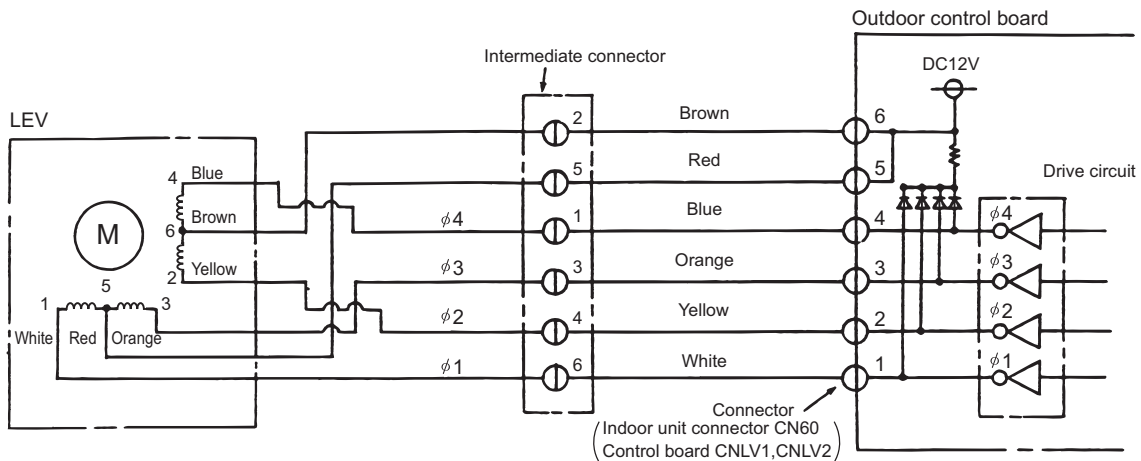 Outdoor control board
Intermediate connector
DC12V
LEV
2
Brown
6
5
Red
5
Drive circuit
4
Blue
1
Blue
4
ϕ4
ϕ4
6
Brown
M
ϕ3
3
Orange
3
ϕ3
2
Yellow
5
1
3
ϕ2
4
Yellow
2
ϕ2
White
Red
Orange
ϕ1
6
White
1
ϕ1
Connector
(Indoor unit connector CN60
Control board CNLV1,CNLV2)